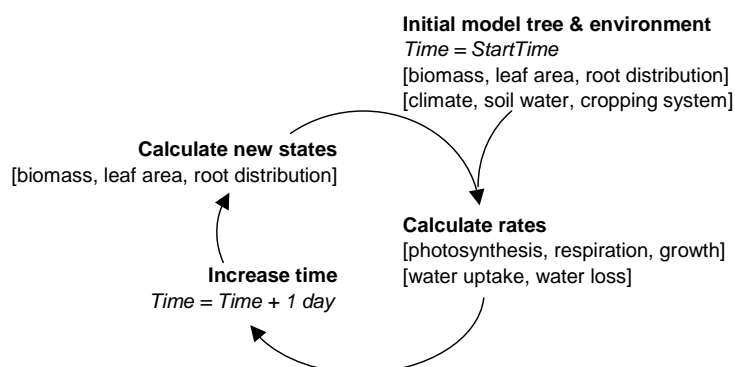 Initial model tree & environment
Time = StartTime
[biomass, leaf area, root distribution]
[climate, soil water, cropping system]
Calculate new states
[biomass, leaf area, root distribution]
Calculate rates
[photosynthesis, respiration, growth]
[water uptake, water loss]
Increase time
Time = Time + 1 day